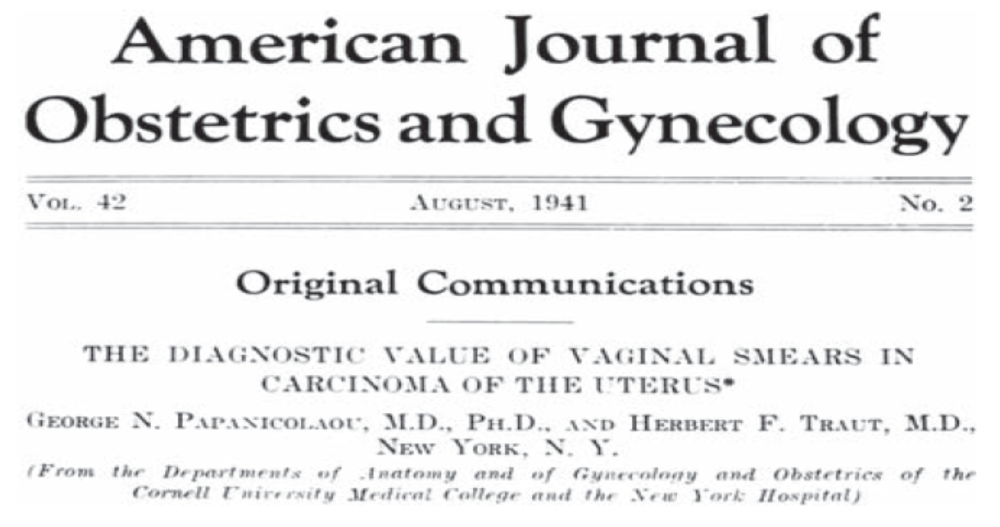 American Journal of
Obstetrics and Gynecology
VOL. 42 AUGUST, 1941 No. 2
Original Communications
THE DIAGNOSTIC VALUE OF VAGINAL SMEARS IN
CARCINOMA OF THE UTERUS*
GEORGE N. PAPANICOLAOU, M.D., PH.D., AND HERBERT F. TRAUT, M.D.,
NEW YORK, N. Y.
(From the Departments of Anatomy and of Gynecology and Obstetrics of the
Cornell University Medical College and the New York Hospital)